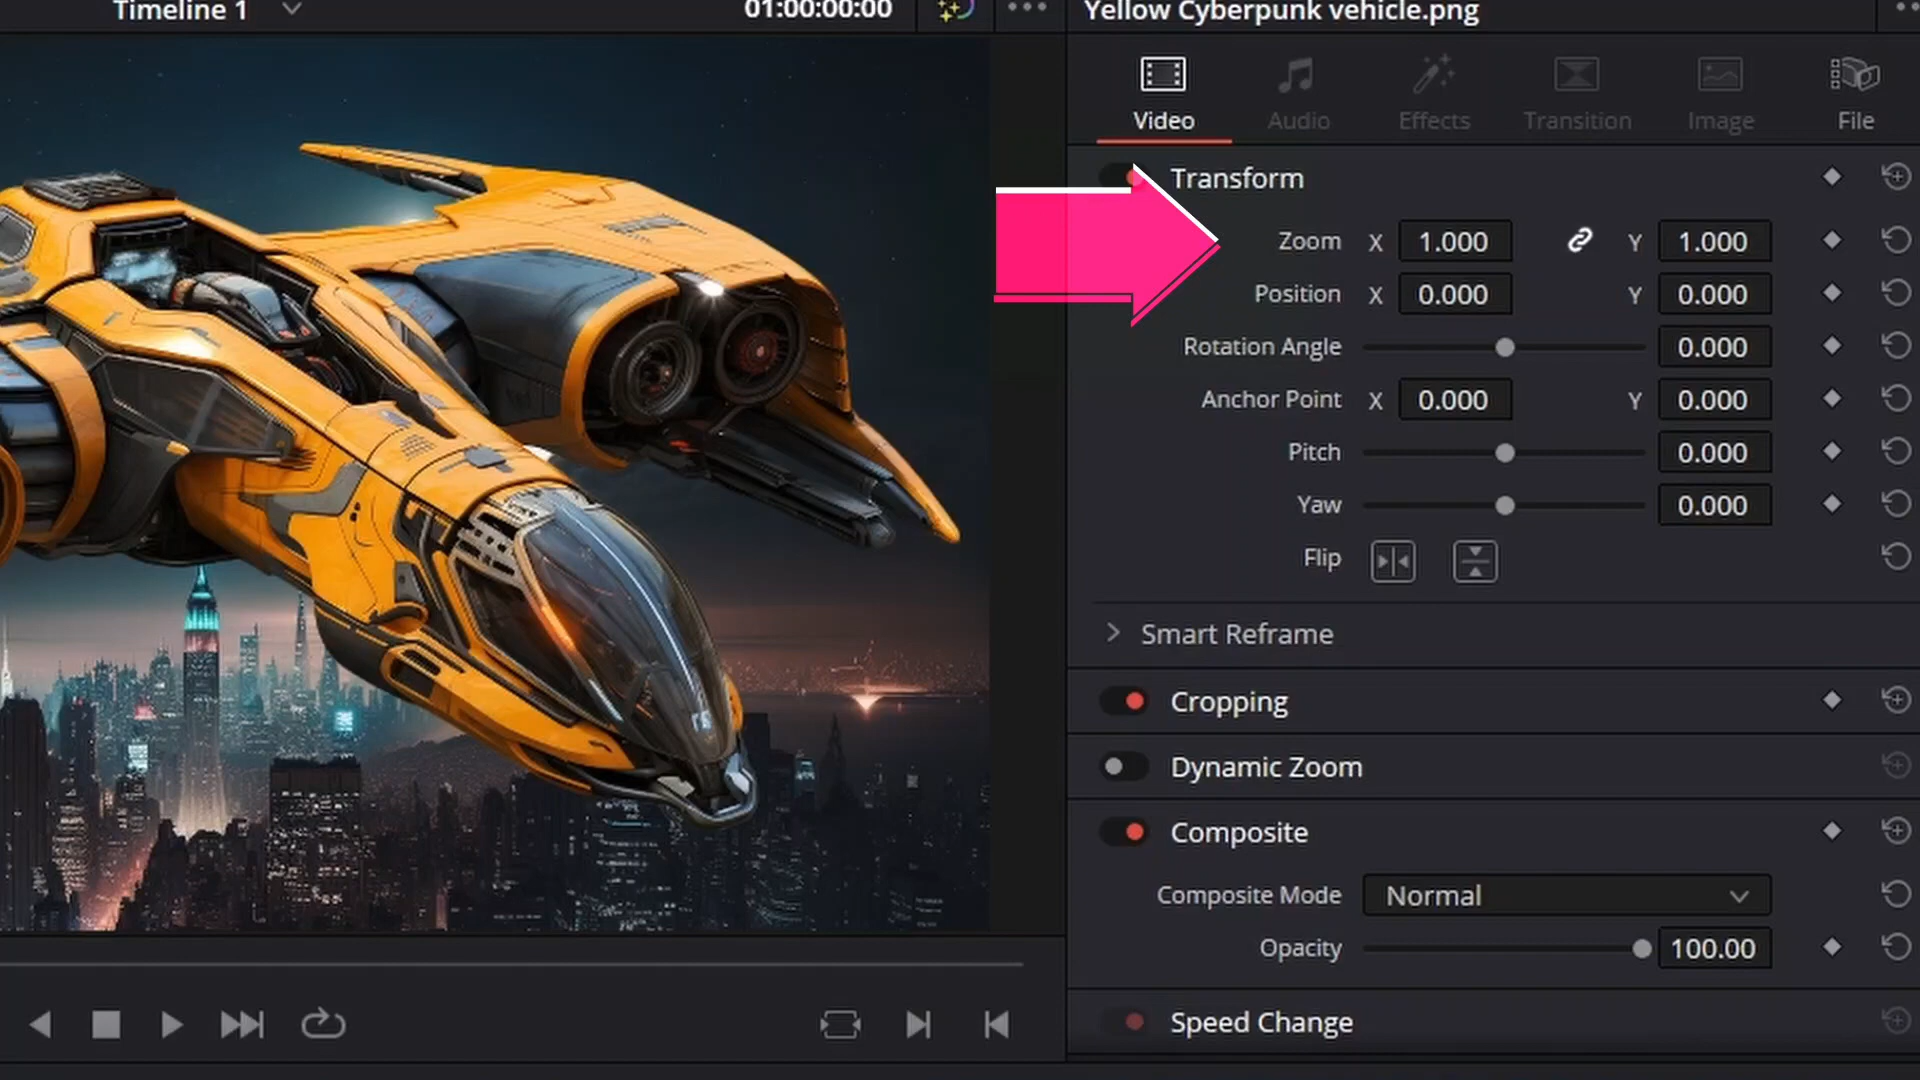 Timeline 1
01:00:00:00
Yellow Cyberpunk vehicle.png
Video
Audio
Effects
Transition
Image
File
Transform
Zoom X 1.000 Y 1.000
Position X 0.000 Y 0.000
Rotation Angle 0.000
Anchor Point X 0.000 Y 0.000
Pitch 0.000
Yaw 0.000
Flip
Smart Reframe
Cropping
Dynamic Zoom
Composite
Composite Mode Normal
Opacity 100.00
Speed Change